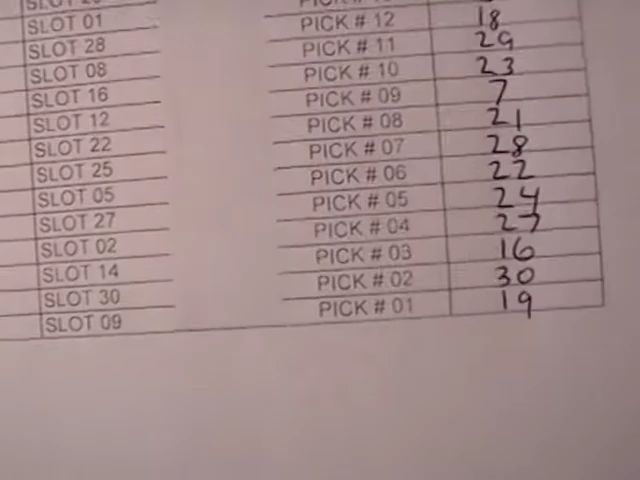 SLOT 01
SLOT 28 PICK # 12 18
SLOT 08 PICK # 11 29
SLOT 16 PICK # 10 23
SLOT 12 PICK # 09 7
SLOT 22 PICK # 08 21
SLOT 25 PICK # 07 28
SLOT 05 PICK # 06 22
SLOT 27 PICK # 05 24
SLOT 02 PICK # 04 27
SLOT 14 PICK # 03 16
SLOT 30 PICK # 02 30
SLOT 09 PICK # 01 19